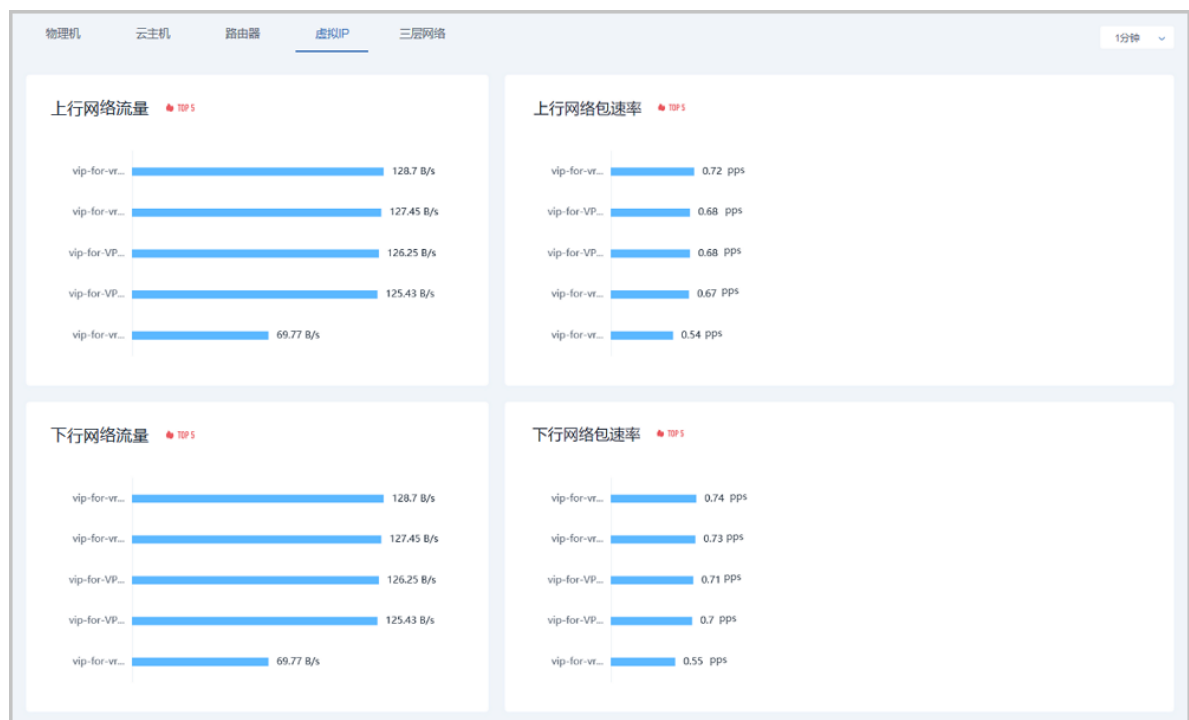 物理机 云主机 路由器 虚拟IP 三层网络 1分钟
上行网络流量 TOP 5
vip-for-vr... 128.7 B/s
vip-for-vr... 127.45 B/s
vip-for-VP... 126.25 B/s
vip-for-VP... 125.43 B/s
vip-for-vr... 69.77 B/s
上行网络包速率 TOP 5
vip-for-vr... 0.72 pps
vip-for-VP... 0.68 pps
vip-for-VP... 0.68 pps
vip-for-vr... 0.67 pps
vip-for-vr... 0.54 pps
下行网络流量 TOP 5
vip-for-vr... 128.7 B/s
vip-for-vr... 127.45 B/s
vip-for-VP... 126.25 B/s
vip-for-VP... 125.43 B/s
vip-for-vr... 69.77 B/s
下行网络包速率 TOP 5
vip-for-vr... 0.74 pps
vip-for-vr... 0.73 pps
vip-for-VP... 0.71 pps
vip-for-VP... 0.7 pps
vip-for-vr... 0.55 pps